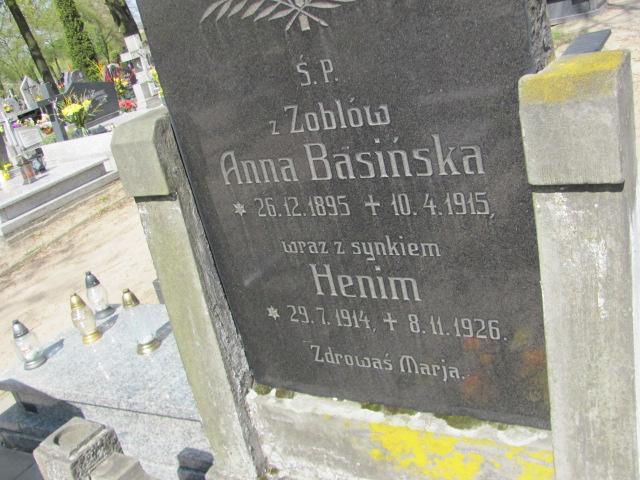 Ś.P.
z Zoblów
Anna Basińska
* 26.12.1895 + 10.4.1915,
wraz z synkiem
Henim
* 29.7.1914, + 8.11.1926.
Zdrowaś Marja.